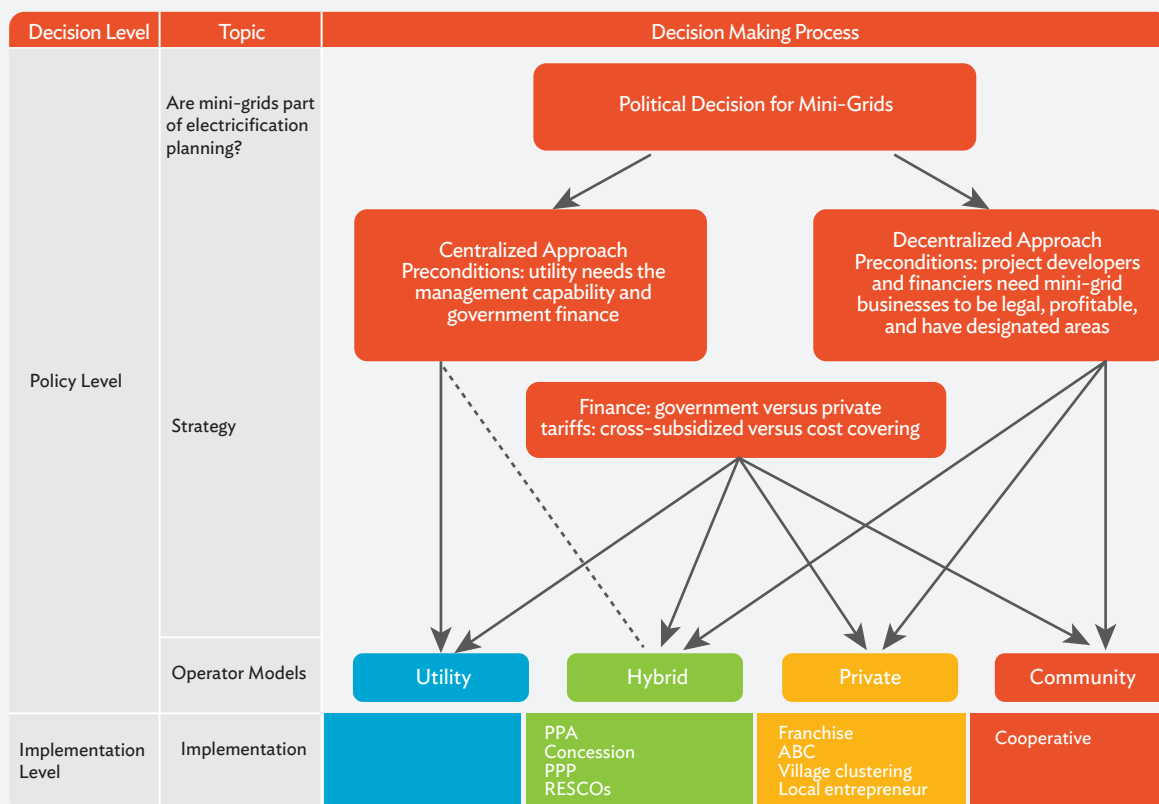 Decision Level
Topic
Decision Making Process
Are mini-grids part
of electricification
planning?
Political Decision for Mini-Grids
Centralized Approach
Preconditions: utility needs the
management capability and
government finance
Decentralized Approach
Preconditions: project developers
and financiers need mini-grid
businesses to be legal, profitable,
and have designated areas
Policy Level
Strategy
Finance: government versus private
tariffs: cross-subsidized versus cost covering
Operator Models
Utility
Hybrid
Private
Community
Implementation
Level
Implementation
PPA
Concession
PPP
RESCOs
Franchise
ABC
Village clustering
Local entrepreneur
Cooperative